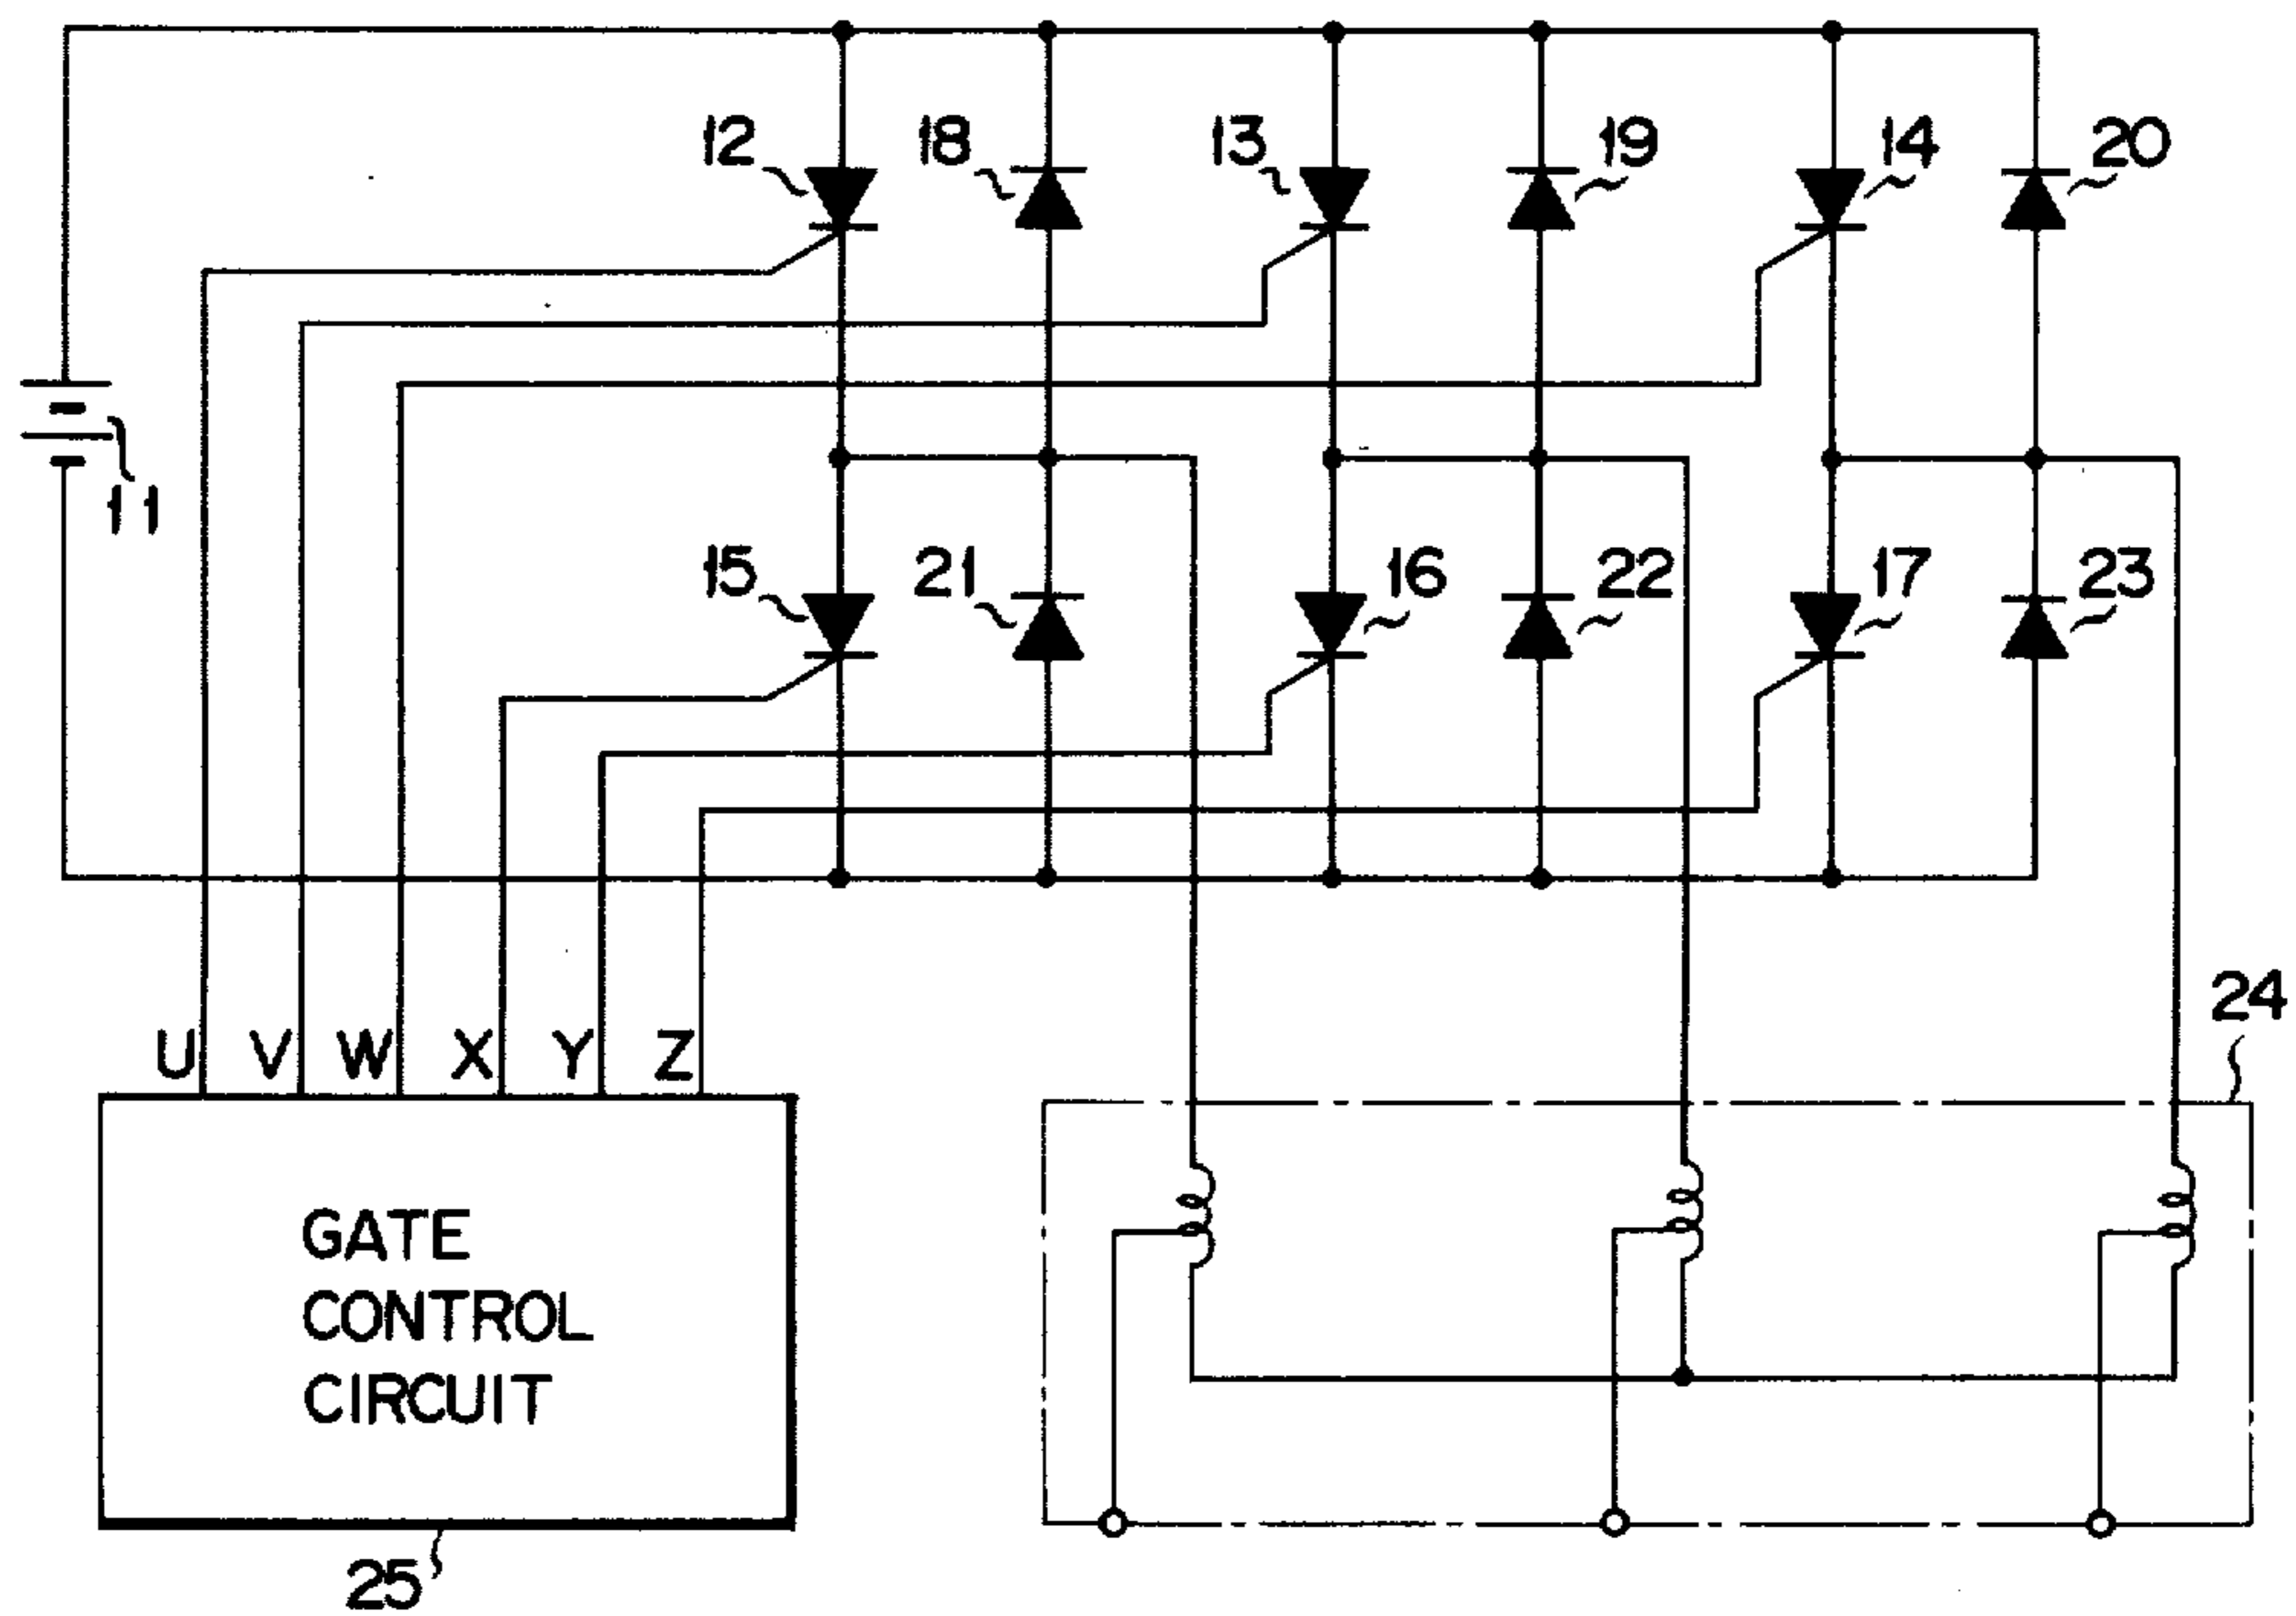 12 18 13 19 14 20
11
15 21 16 22 17 23
24
U V W X Y Z
GATE
CONTROL
CIRCUIT
25